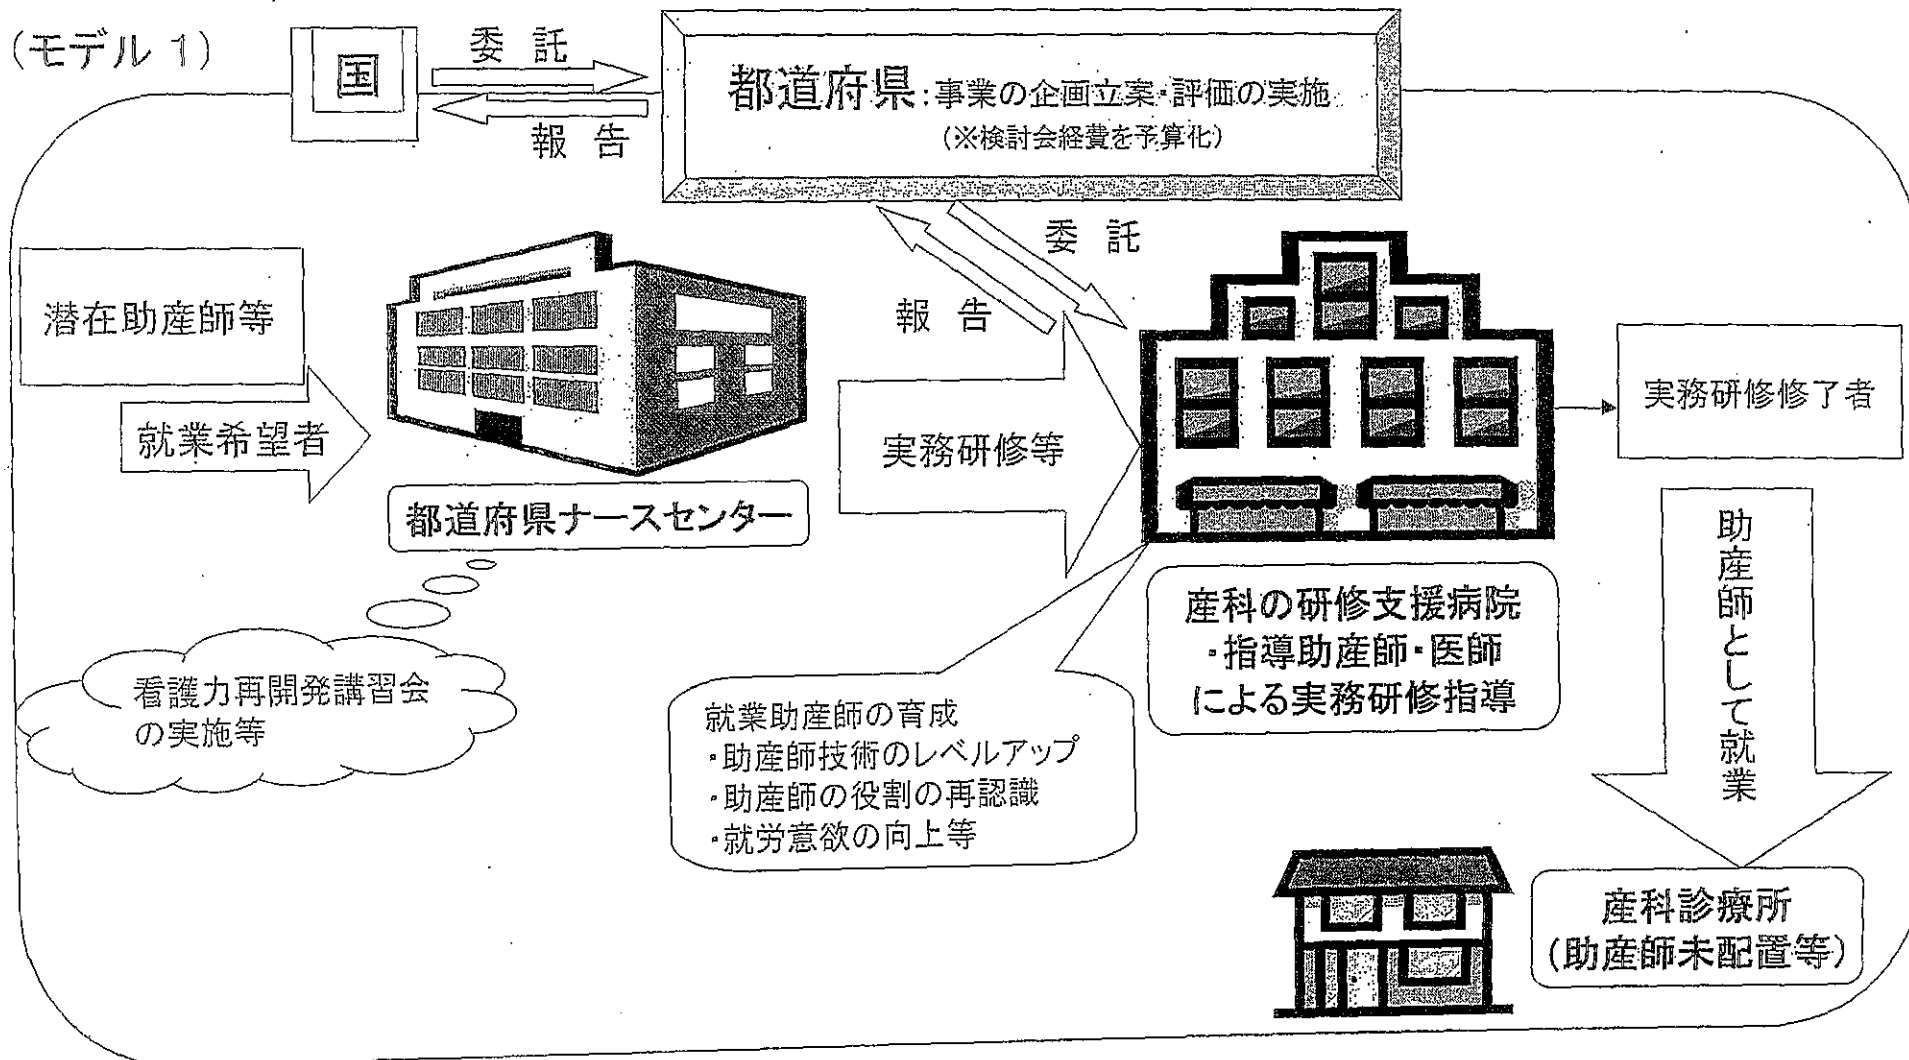 (モデル 1)
国
委 託
報 告
都道府県:事業の企画立案・評価の実施
(※検討会経費を予算化)
委 託
報 告
潜在助産師等
就業希望者
都道府県ナースセンター
看護力再開発講習会
の実施等
実務研修等
産科の研修支援病院
・指導助産師・医師
による実務研修指導
就業助産師の育成
・助産師技術のレベルアップ
・助産師の役割の再認識
・就労意欲の向上等
実務研修修了者
助産師として就業
産科診療所
(助産師未配置等)